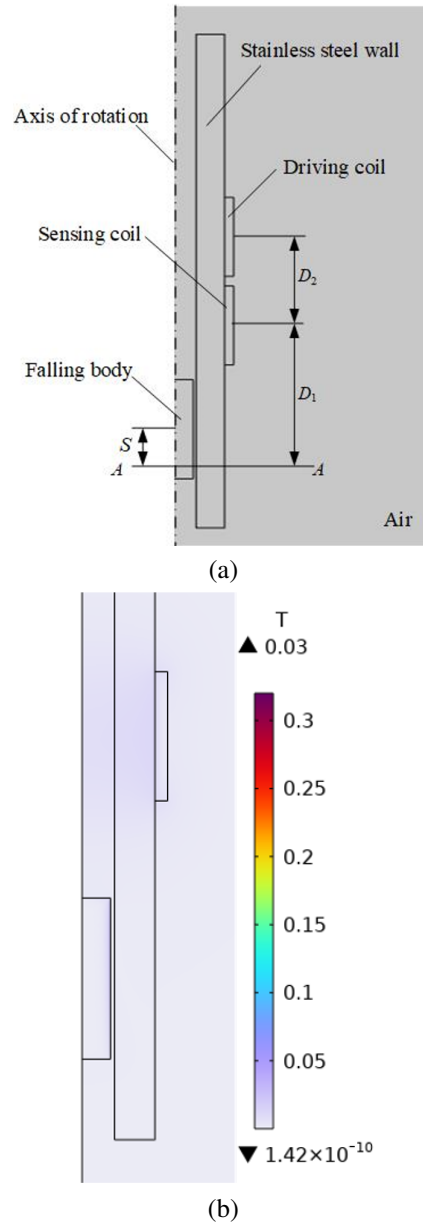 Stainless steel wall
Axis of rotation
Driving coil
Sensing coil
D2
Falling body
D1
S
A A
Air
(a)
T
▲ 0.03
0.3
0.25
0.2
0.15
0.1
0.05
▼ 1.42×10⁻¹⁰
(b)